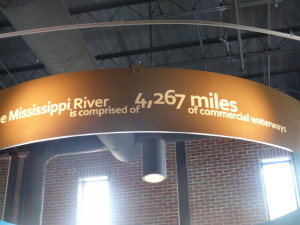 e Mississippi River
is comprised of
4,267 miles
of commercial waterways